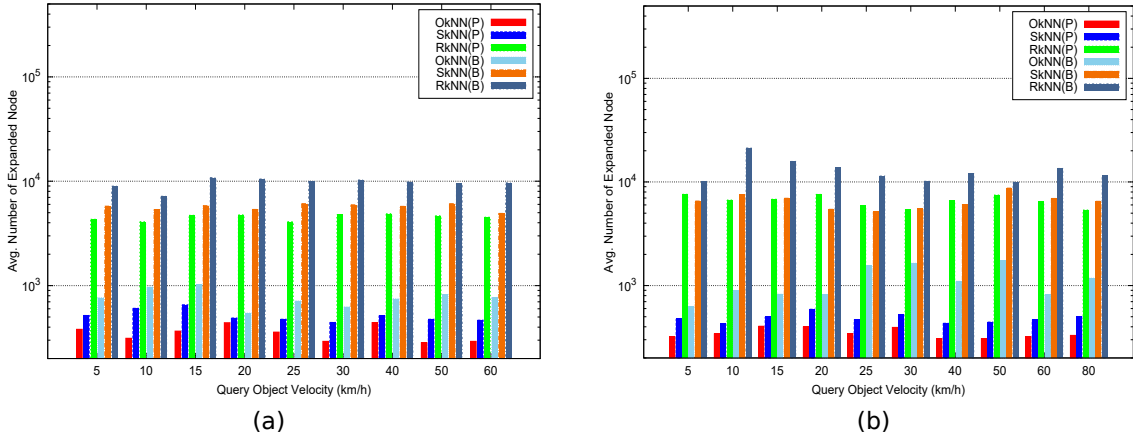 OkNN(P)
SkNN(P)
RkNN(P)
OkNN(B)
SkNN(B)
RkNN(B)
10^5
10^4
10^3
Avg. Number of Expanded Node
5 10 15 20 25 30 40 50 60
Query Object Velocity (km/h)
(a)
OkNN(P)
SkNN(P)
RkNN(P)
OkNN(B)
SkNN(B)
RkNN(B)
10^5
10^4
10^3
Avg. Number of Expanded Node
5 10 15 20 25 30 40 50 60 80
Query Object Velocity (km/h)
(b)